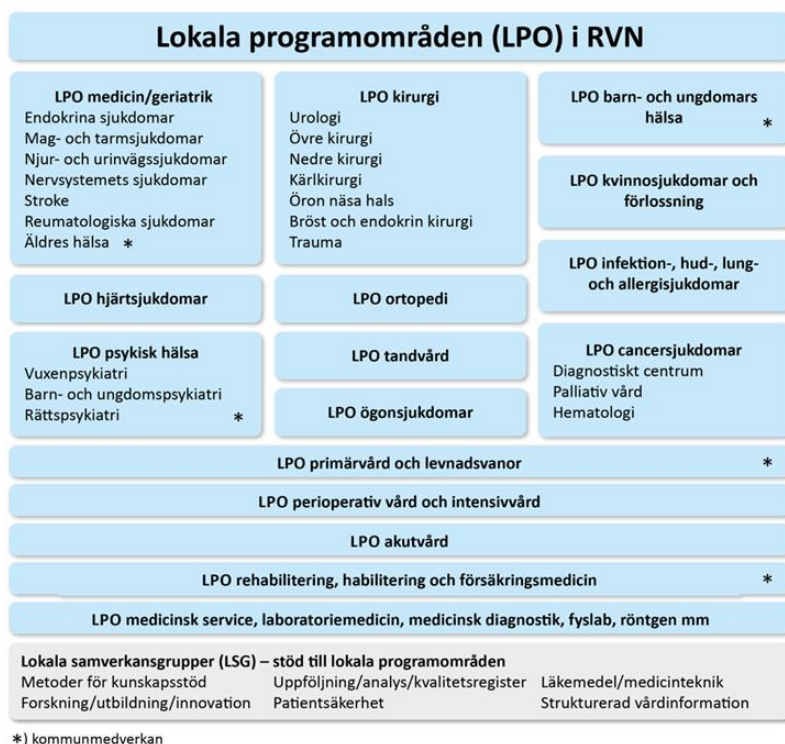 Lokala programområden (LPO) i RVN
LPO medicin/geriatrik
Endokrina sjukdomar
Mag- och tarmsjukdomar
Njur- och urinvägssjukdomar
Nervsystemets sjukdomar
Stroke
Reumatologiska sjukdomar
Äldres hälsa *
LPO kirurgi
Urologi
Övre kirurgi
Nedre kirurgi
Kärlkirurgi
Öron näsa hals
Bröst och endokrin kirurgi
Trauma
LPO barn- och ungdomars
hälsa *
LPO kvinnosjukdomar och
förlossning
LPO infektion-, hud-, lung-
och allergisjukdomar
LPO hjärtsjukdomar
LPO ortopedi
LPO psykisk hälsa
Vuxenpsykiatri
Barn- och ungdomspsykiatri
Rättspsykiatri *
LPO tandvård
LPO ögonsjukdomar
LPO cancersjukdomar
Diagnostiskt centrum
Palliativ vård
Hematologi
LPO primärvård och levnadsvanor *
LPO perioperativ vård och intensivvård
LPO akutvård
LPO rehabilitering, habilitering och försäkringsmedicin *
LPO medicinsk service, laboratoriemedicin, medicinsk diagnostik, fyslab, röntgen mm
Lokala samverkansgrupper (LSG) – stöd till lokala programområden
Metoder för kunskapsstöd Uppföljning/analys/kvalitetsregister Läkemedel/medicinteknik
Forskning/utbildning/innovation Patientsäkerhet Strukturerad vårdinformation
*) kommunmedverkan